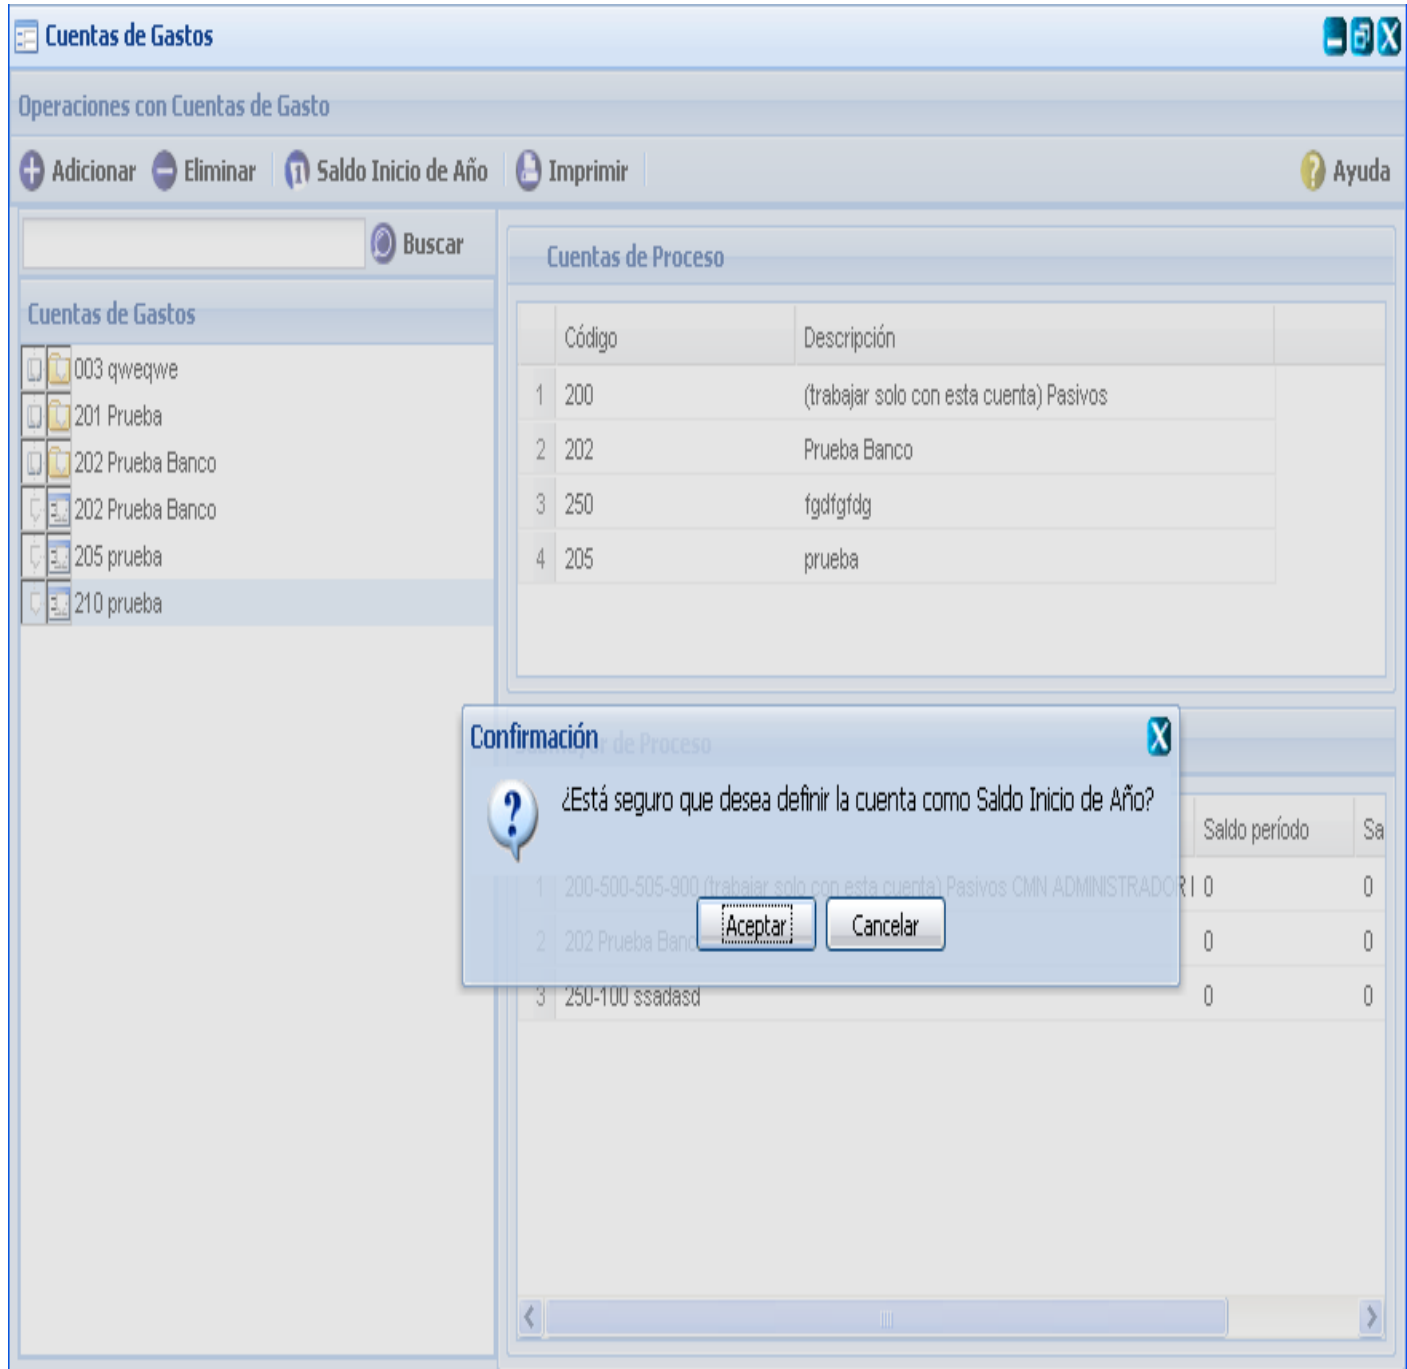 Cuentas de Gastos
Operaciones con Cuentas de Gasto
Adicionar Eliminar Saldo Inicio de Año Imprimir Ayuda
Buscar
Cuentas de Gastos
003 qweqwe
201 Prueba
202 Prueba Banco
202 Prueba Banco
205 prueba
210 prueba
Cuentas de Proceso
Código Descripción
1 200 (trabajar solo con esta cuenta) Pasivos
2 202 Prueba Banco
3 250 fgdfgfdg
4 205 prueba
de Proceso
Saldo período Sa
1 200-500-505-900 (trabajar solo con esta cuenta) Pasivos CMN ADMINISTRADOR 0 0
2 202 Prueba Banc 0 0
3 250-100 ssadasd 0 0
Confirmación
¿Está seguro que desea definir la cuenta como Saldo Inicio de Año?
Aceptar Cancelar